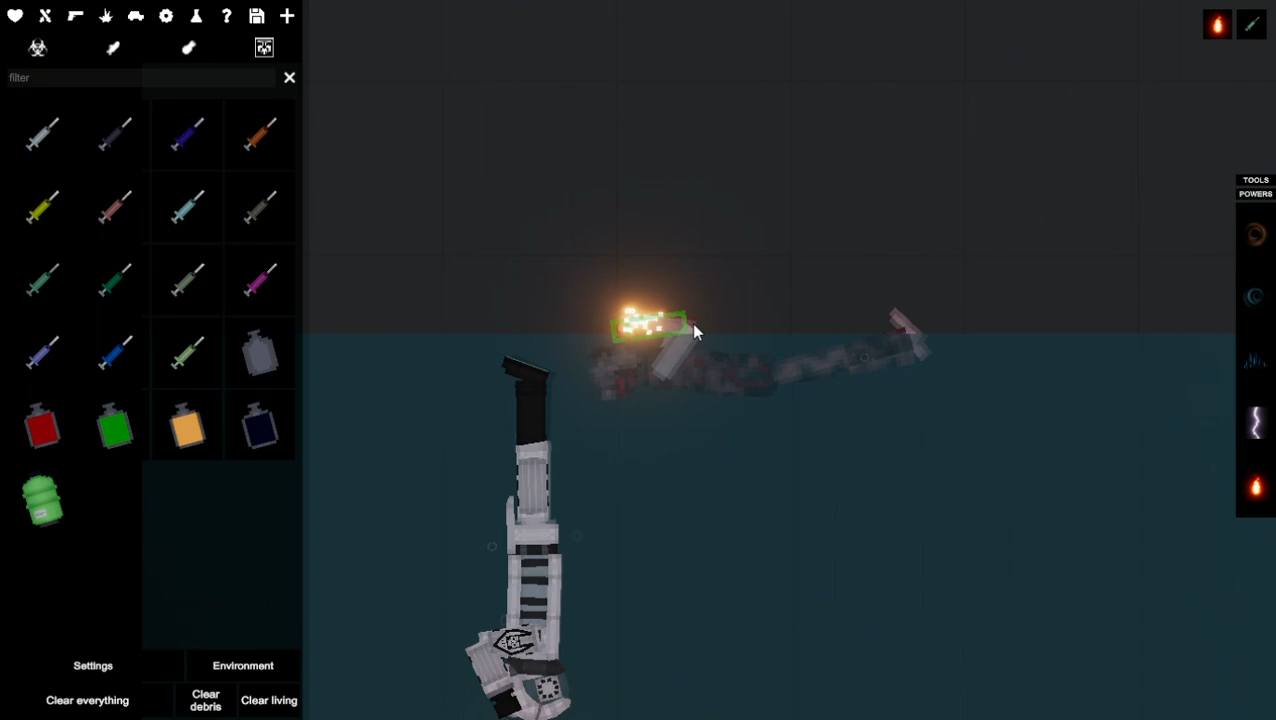 filter
TOOLS
POWERS
Settings
Environment
Clear everything
Clear
debris
Clear living